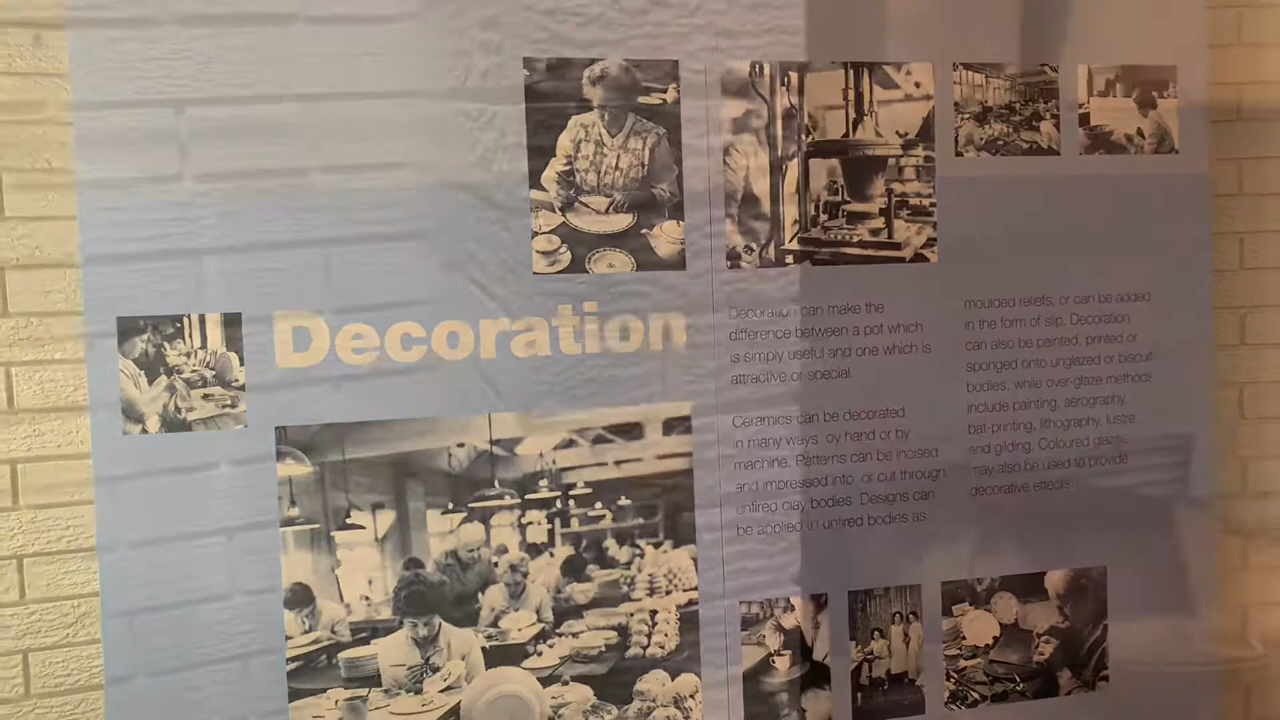 Decoration
Decoration can make the
difference between a pot which
is simply useful and one which is
attractive or special.
Ceramics can be decorated
in many ways, by hand or by
machine. Patterns can be incised
and impressed into, or cut through
unfired clay bodies. Designs can
be applied to unfired bodies as
moulded reliefs, or can be added
in the form of slip. Decoration
can also be painted, printed or
sponged onto unglazed or biscuit
bodies, while over-glaze methods
include painting, aerography,
bat-printing, lithography, lustre
and gilding. Coloured glazes
may also be used to provide
decorative effects.